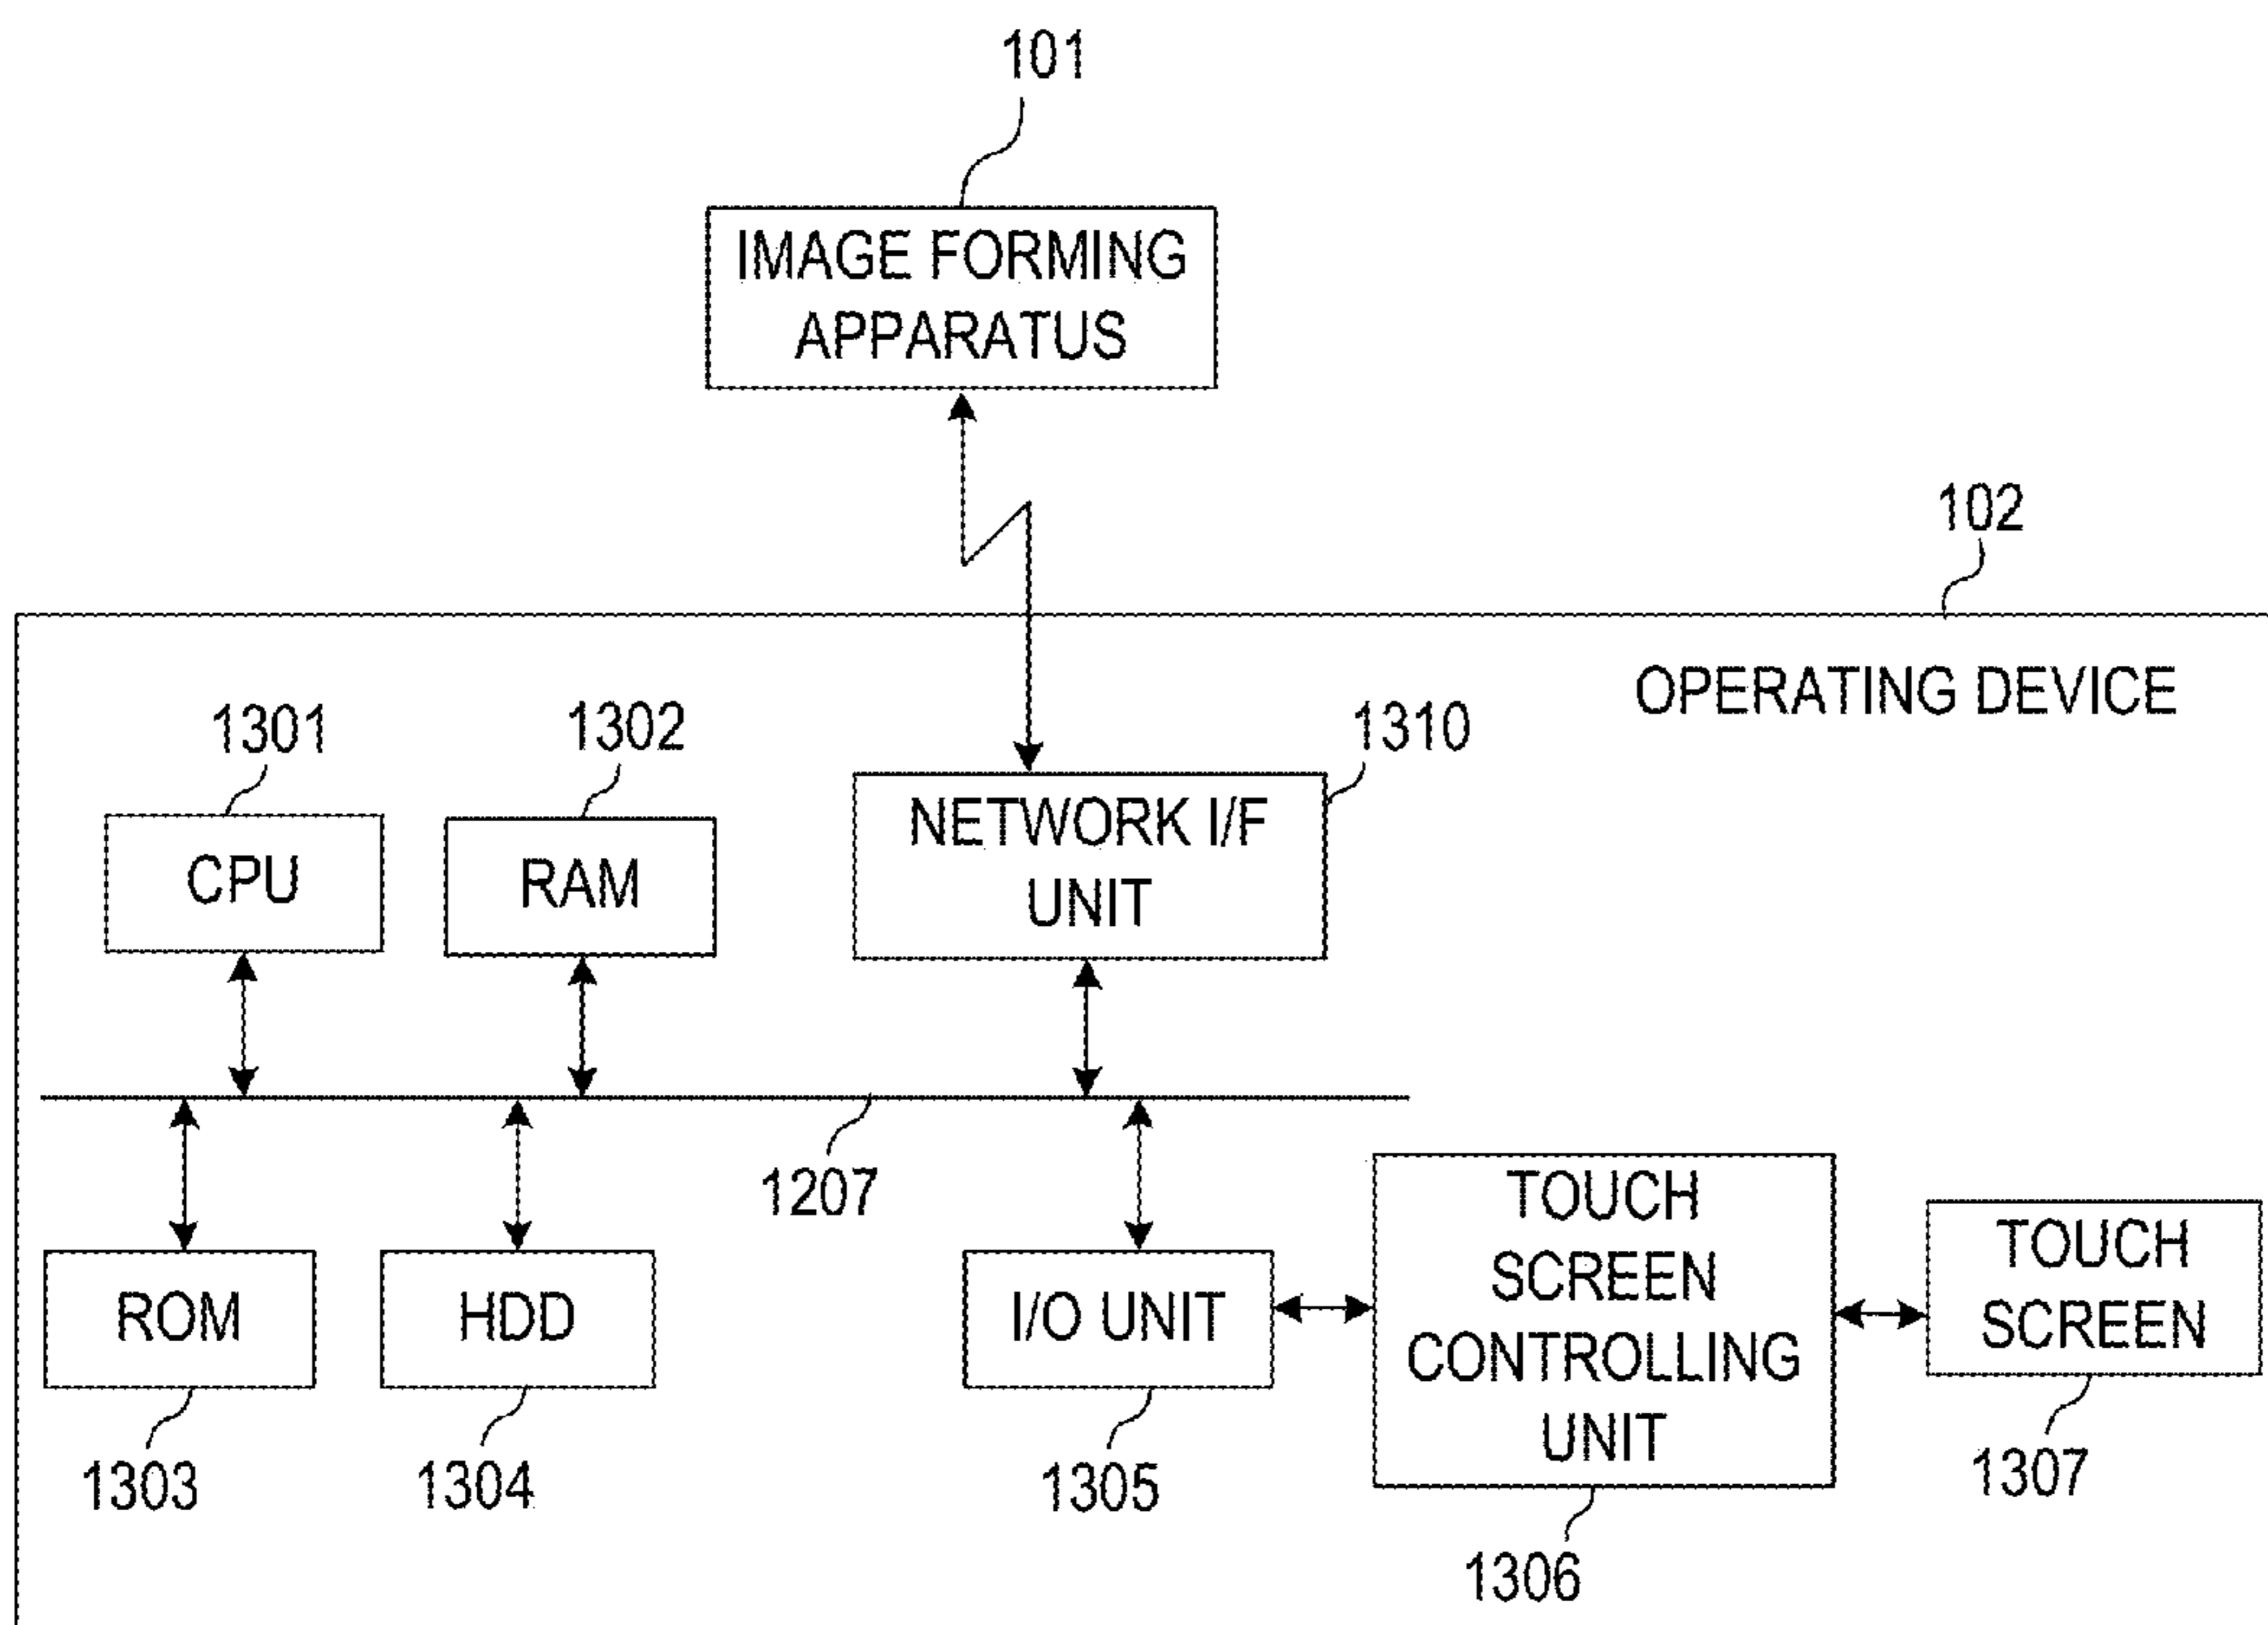 101
IMAGE FORMING
APPARATUS
102
OPERATING DEVICE
1301
1302
1310
CPU
RAM
NETWORK I/F
UNIT
1207
ROM
HDD
I/O UNIT
TOUCH
SCREEN
CONTROLLING
UNIT
TOUCH
SCREEN
1303
1304
1305
1306
1307